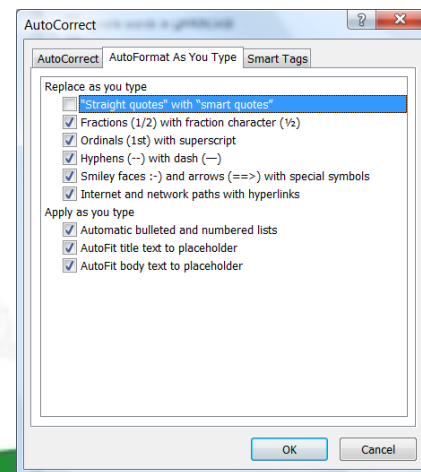 AutoCorrect
?
AutoCorrect AutoFormat As You Type Smart Tags
Replace as you type
"Straight quotes" with “smart quotes”
Fractions (1/2) with fraction character (½)
Ordinals (1st) with superscript
Hyphens (--) with dash (—)
Smiley faces :-) and arrows (==>) with special symbols
Internet and network paths with hyperlinks
Apply as you type
Automatic bulleted and numbered lists
AutoFit title text to placeholder
AutoFit body text to placeholder
OK Cancel